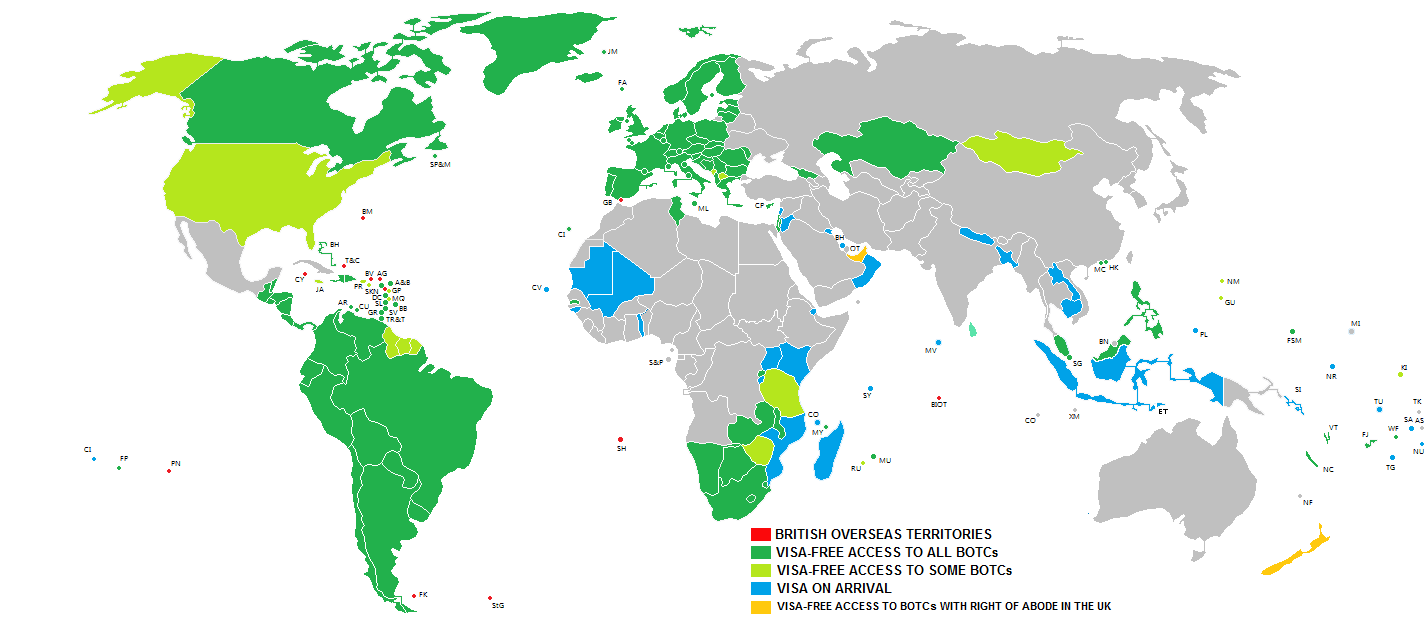 JM
FA
SP&M
GB
ML
CP
BM
CI
BH
BH
OT
T&C
MC HK
CY
BV AG
JA
PR
A&B
SKN
GP
DC
MQ
NM
GU
CV
AR
CU
SL
BB
GR
SV
TR&T
MI
PL
FSM
BN
MV
S&P
SG
NR
KI
SY
BIOT
SI
TU
TK
ET
CO
XM
CO
SA AS
MY
VT
WF
FJ
SH
NU
CI
FP
PN
RU
MU
TG
NC
NF
BRITISH OVERSEAS TERRITORIES
VISA-FREE ACCESS TO ALL BOTCs
VISA-FREE ACCESS TO SOME BOTCs
VISA ON ARRIVAL
VISA-FREE ACCESS TO BOTCs WITH RIGHT OF ABODE IN THE UK
FK
StG